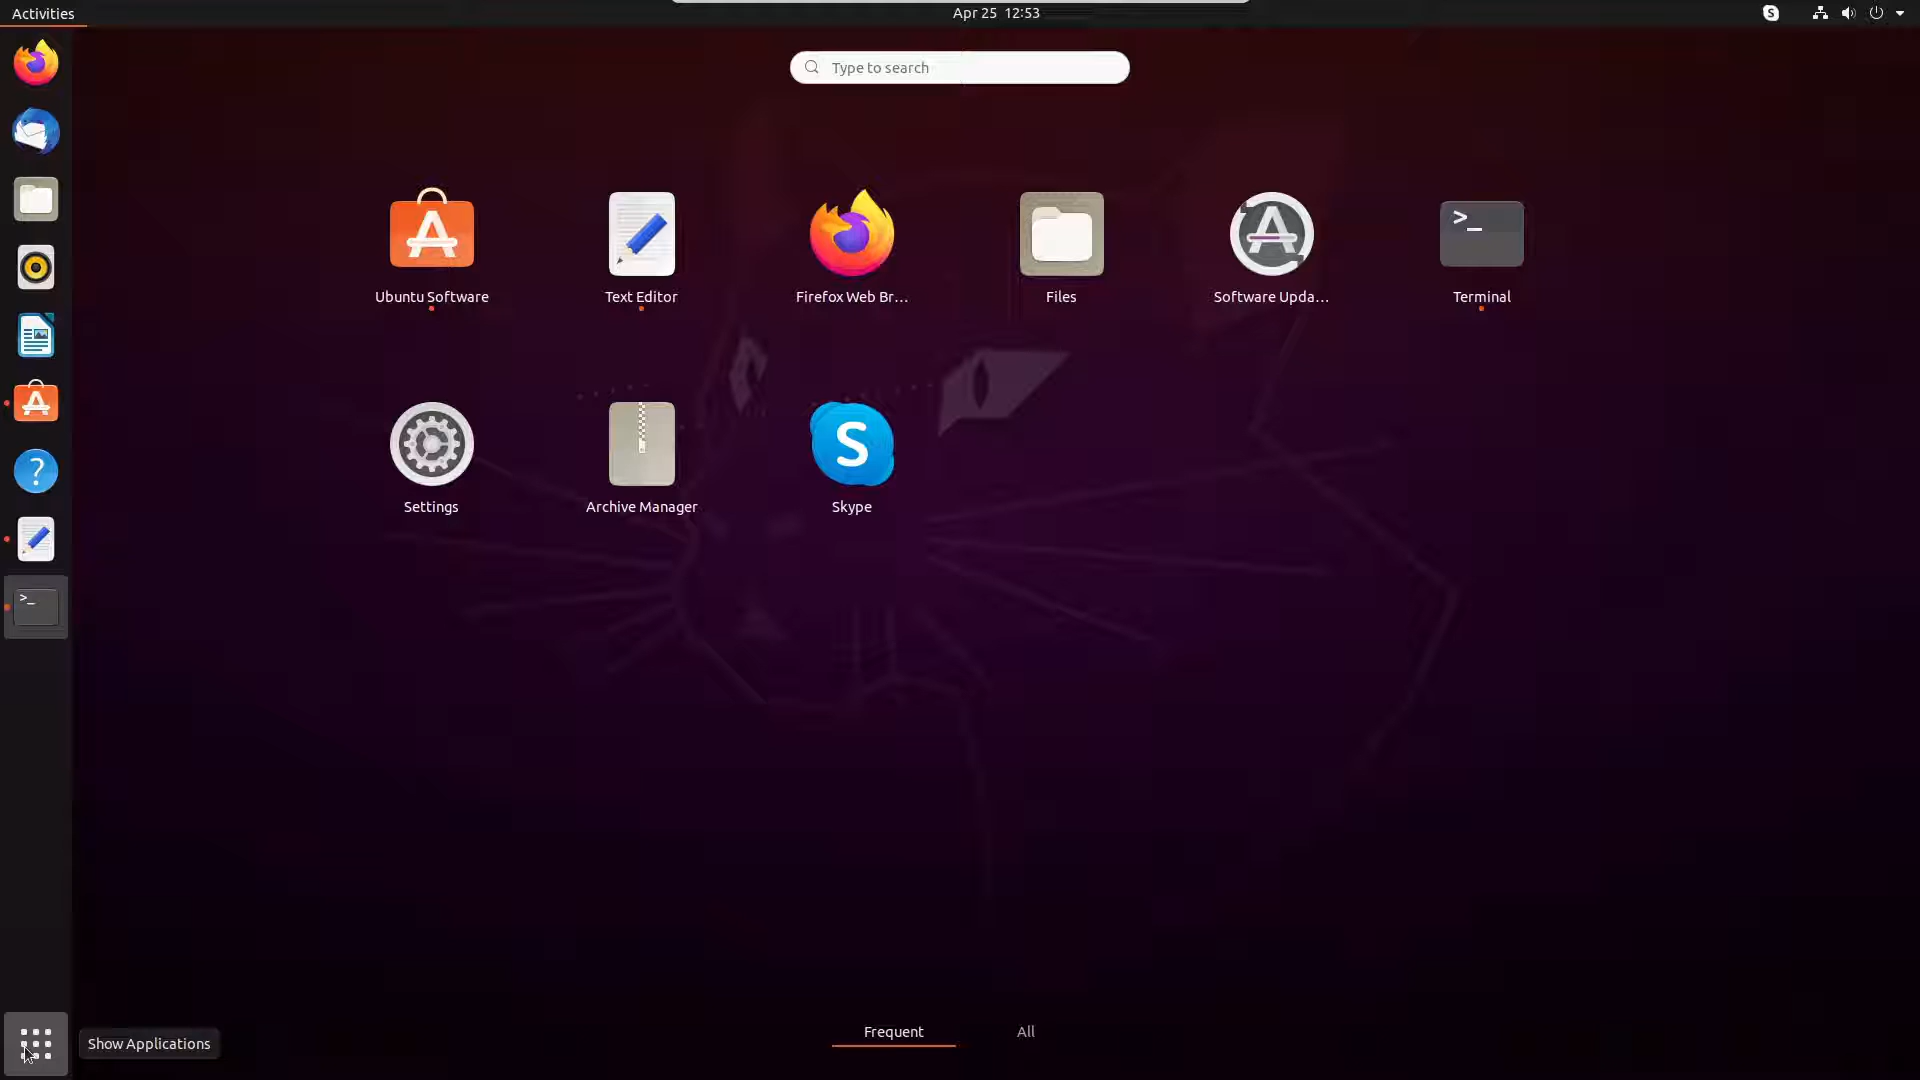 Activities
Apr 25 12:53
Type to search
Ubuntu Software
Text Editor
Firefox Web Br...
Files
Software Upda...
Terminal
Settings
Archive Manager
Skype
Show Applications
Frequent
All